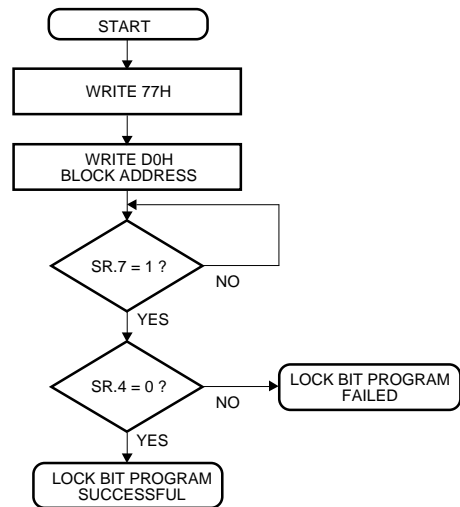 START
WRITE 77H
WRITE D0H
BLOCK ADDRESS
SR.7 = 1 ?
NO
YES
SR.4 = 0 ?
NO
LOCK BIT PROGRAM
FAILED
YES
LOCK BIT PROGRAM
SUCCESSFUL